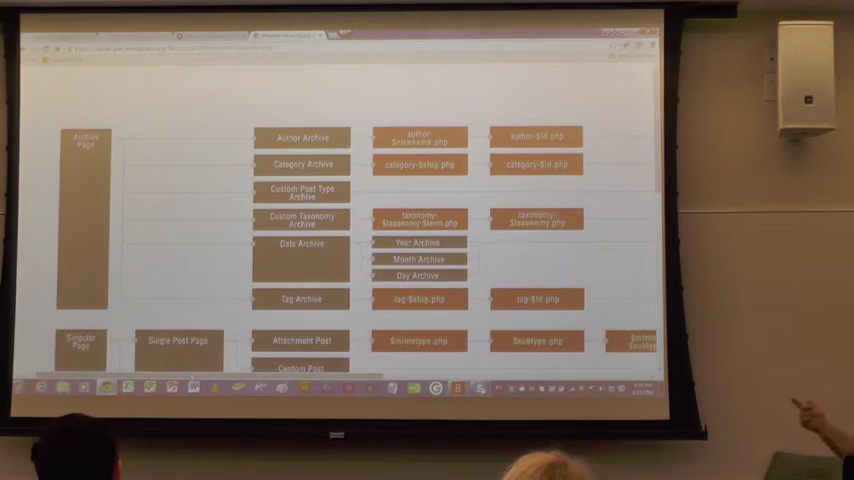 Archive
Page
Author Archive
author-
$nicename.php
author-$id.php
Category Archive
category-$slug.php
category-$id.php
Custom Post Type
Archive
Custom Taxonomy
Archive
taxonomy-
$taxonomy-$term.php
taxonomy-
$taxonomy.php
Date Archive
Year Archive
Month Archive
Day Archive
Tag Archive
tag-$slug.php
tag-$id.php
Singular
Page
Single Post Page
Attachment Post
$mimetype.php
$subtype.php
Custom Post